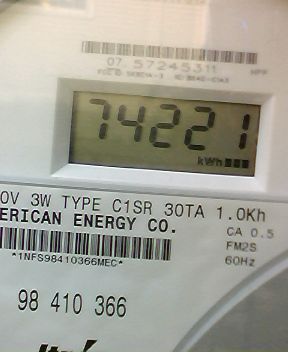 07 57245311
74221
kWh
0V 3W TYPE C1SR 30TA 1.0Kh
ERICAN ENERGY CO. CA 0.5
FM2S
*1NFS98410366MEC* 60Hz
98 410 366